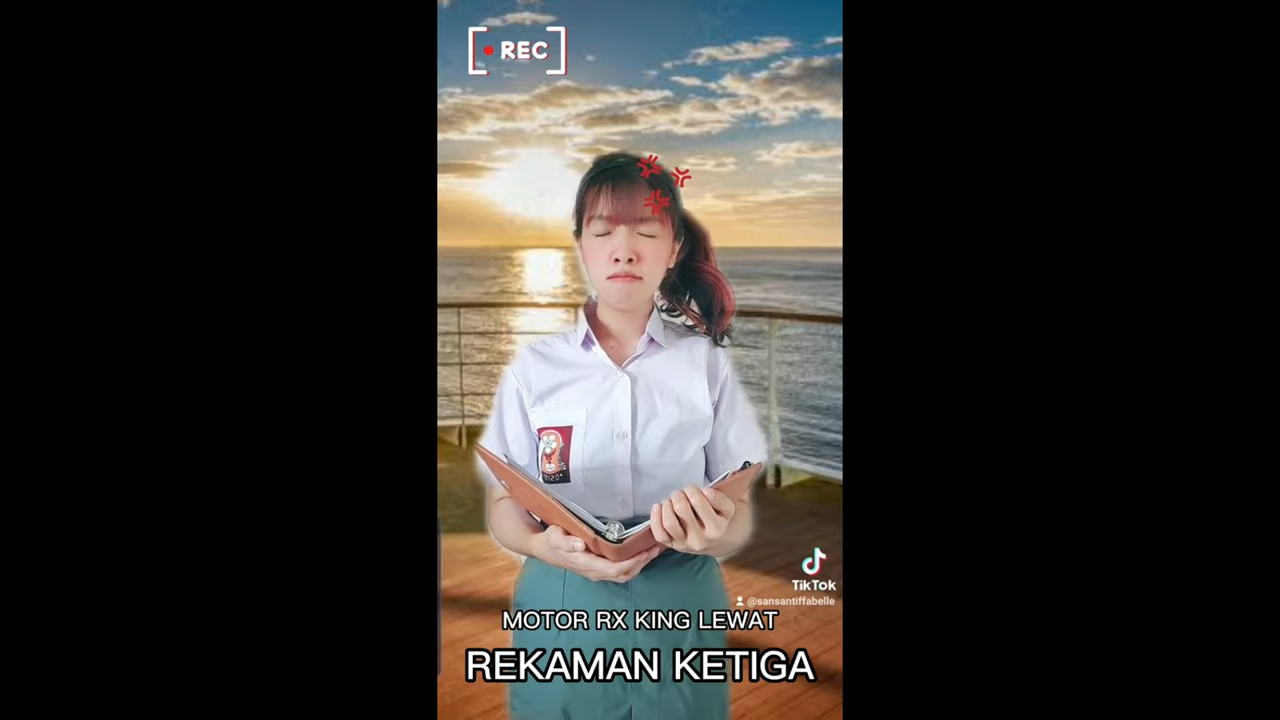 REC
TikTok
@sansantiffabelle
MOTOR RX KING LEWAT
REKAMAN KETIGA